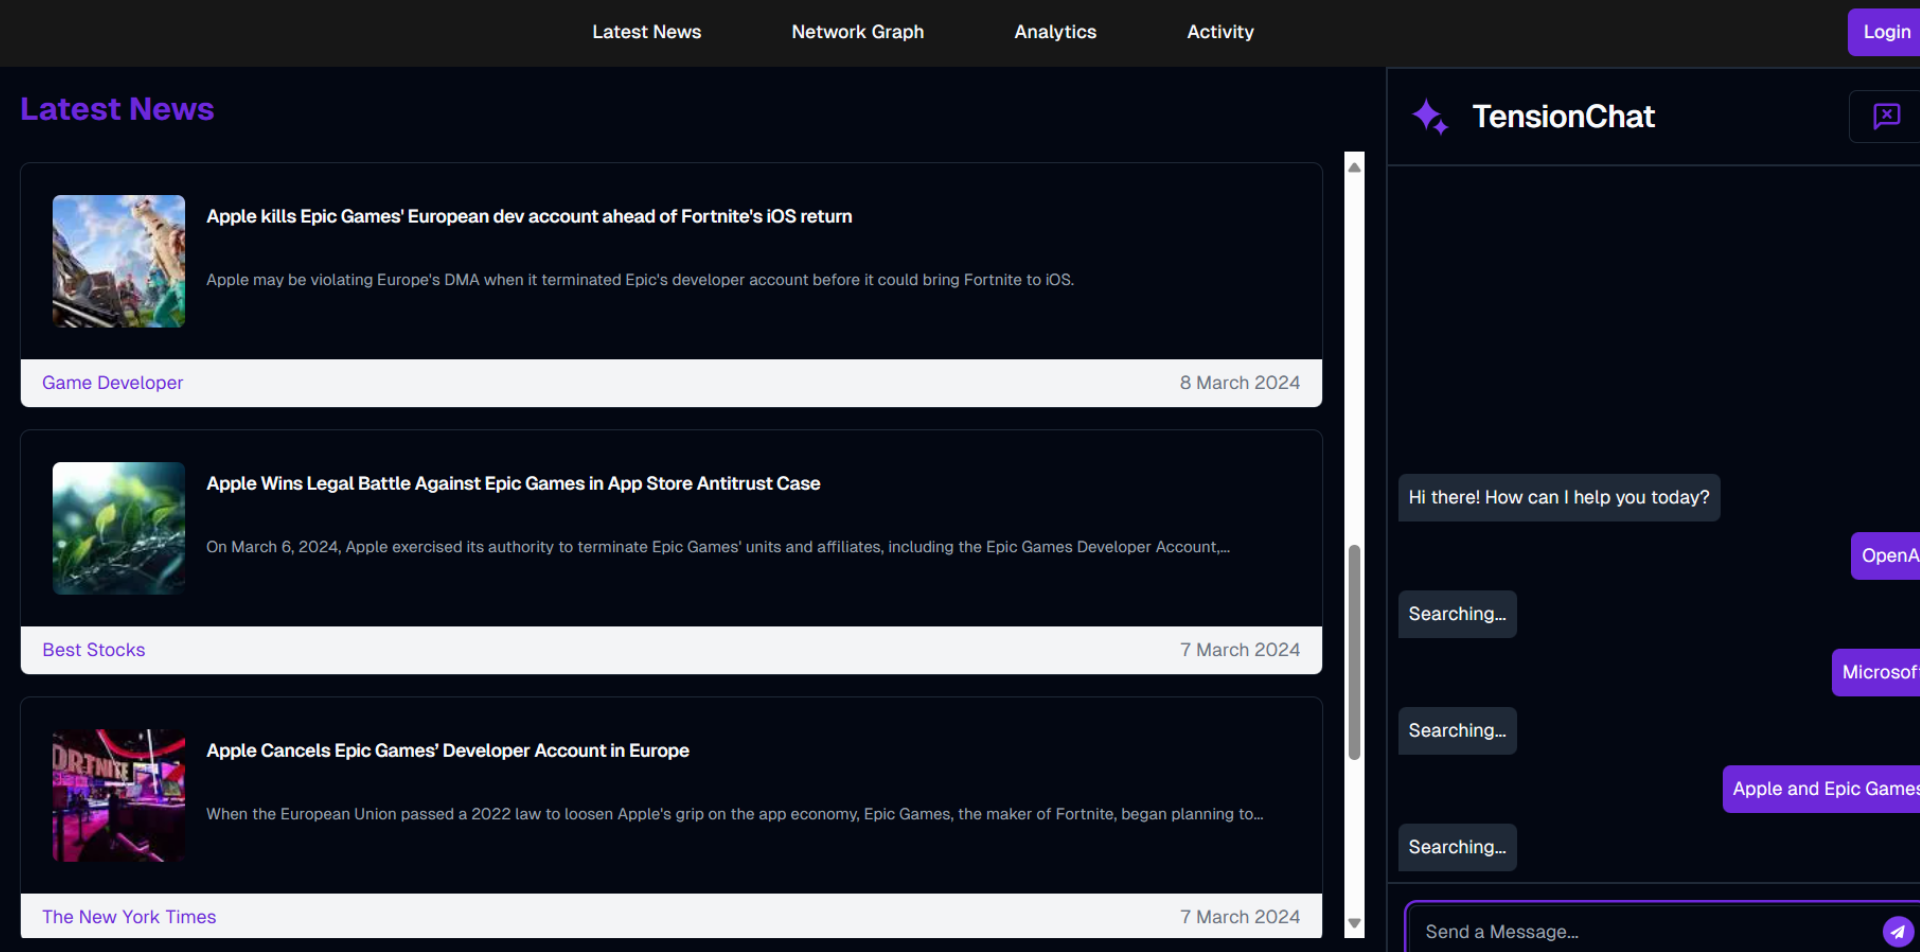 Latest News
Network Graph
Analytics
Activity
Login
Latest News
Apple kills Epic Games' European dev account ahead of Fortnite's iOS return
Apple may be violating Europe's DMA when it terminated Epic's developer account before it could bring Fortnite to iOS.
Game Developer
8 March 2024
Apple Wins Legal Battle Against Epic Games in App Store Antitrust Case
On March 6, 2024, Apple exercised its authority to terminate Epic Games' units and affiliates, including the Epic Games Developer Account,...
Best Stocks
7 March 2024
ORTNITE
Apple Cancels Epic Games’ Developer Account in Europe
When the European Union passed a 2022 law to loosen Apple's grip on the app economy, Epic Games, the maker of Fortnite, began planning to...
The New York Times
7 March 2024
TensionChat
Hi there! How can I help you today?
OpenA
Searching...
Microsof
Searching...
Apple and Epic Games
Searching...
Send a Message...